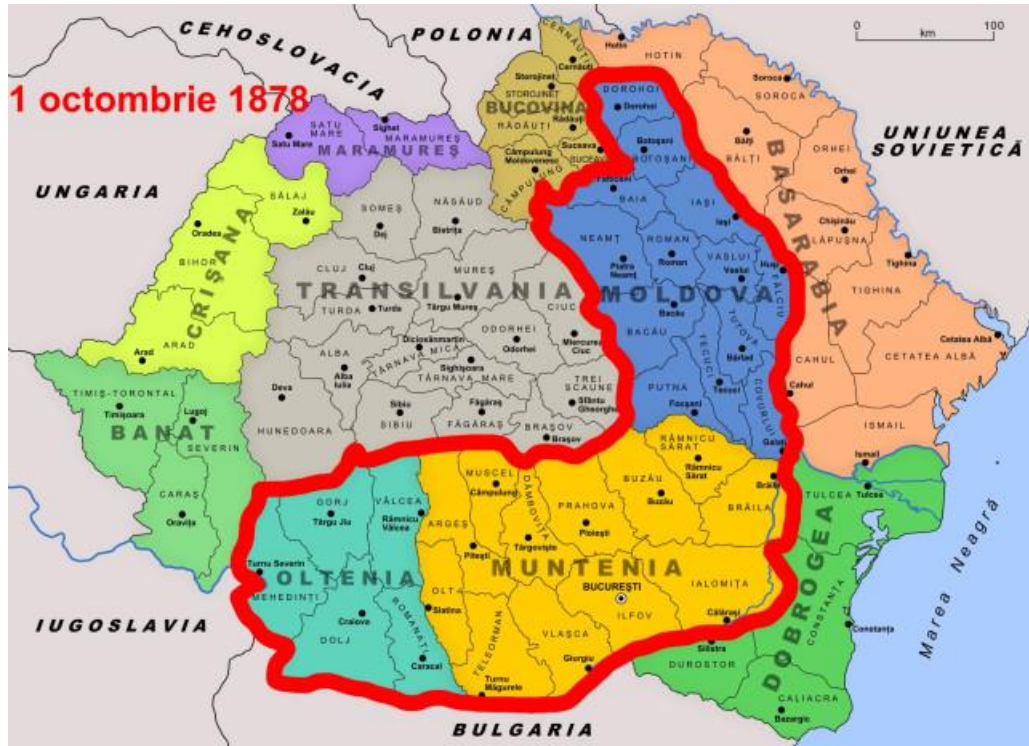 CEHOSLOVACIA
POLONIA
0 100
km
1 octombrie 1878
UNGARIA
UNIUNEA
SOVIETICĂ
CERNĂUȚI
Cernăuți
Storojineț
STOROJINEȚ
BUCOVINA
RĂDĂUȚI
Rădăuți
Suceava
SUCEAVA
Câmpulung
Moldovenesc
CÂMPULUNG
Hotin
HOTIN
Soroca
SOROCA
Bălți
BĂLȚI
ORHEI
Orhei
Chișinău
LĂPUȘNA
Tighina
TIGHINA
BASARABIA
Cetatea Albă
CETATEA ALBĂ
CAHUL
Cahul
ISMAIL
Ismail
SATU
MARE
Satu Mare
Sighet
MARAMUREȘ
MARAMUREȘ
SĂLAJ
Zalău
Oradea
BIHOR
CRIȘANA
ARAD
Arad
SOMEȘ
Dej
NĂSĂUD
Bistrița
CLUJ
Cluj
MUREȘ
TRANSILVANIA
TURDA
Turda
Târgu Mureș
CIUC
Miercurea
Ciuc
ODORHEI
Odorhei
Diciosânmartin
TÂRNAVA MICĂ
ALBA
Alba
Iulia
Sighișoara
TÂRNAVA MARE
TREI
SCAUNE
Sfântu
Gheorghe
Deva
HUNEDOARA
Sibiu
SIBIU
Făgăraș
FĂGĂRAȘ
BRAȘOV
Brașov
DOROHOI
Dorohoi
Botoșani
BOTOȘANI
BAIA
IAȘI
Iași
NEAMȚ
Piatra
Neamț
ROMAN
Roman
VASLUI
Vaslui
Huși
FĂLCIU
MOLDOVA
BACĂU
Bacău
TUTOVA
Bârlad
TECUCI
Tecuci
PUTNA
Focșani
COVURLUI
Galați
TIMIȘ-TORONTAL
Timișoara
Lugoj
BANAT
SEVERIN
CARAȘ
Oravița
GORJ
Târgu Jiu
VÂLCEA
Râmnicu
Vâlcea
Turnu Severin
OLTENIA
MEHEDINȚI
Craiova
DOLJ
ROMANAȚI
Caracal
MUSCEL
Câmpulung
ARGEȘ
Pitești
DÂMBOVIȚA
Târgoviște
PRAHOVA
Ploiești
BUZĂU
Buzău
RÂMNICU
SĂRAT
Râmnicu
Sărat
BRĂILA
MUNTENIA
OLT
Slatina
BUCUREȘTI
ILFOV
IALOMIȚA
Călărași
TELEORMAN
VLAȘCA
Giurgiu
Turnu
Măgurele
TULCEA
Tulcea
DOBROGEA
CONSTANȚA
Constanța
Silistra
DUROSTOR
CALIACRA
Bazargic
Marea Neagră
IUGOSLAVIA
BULGARIA